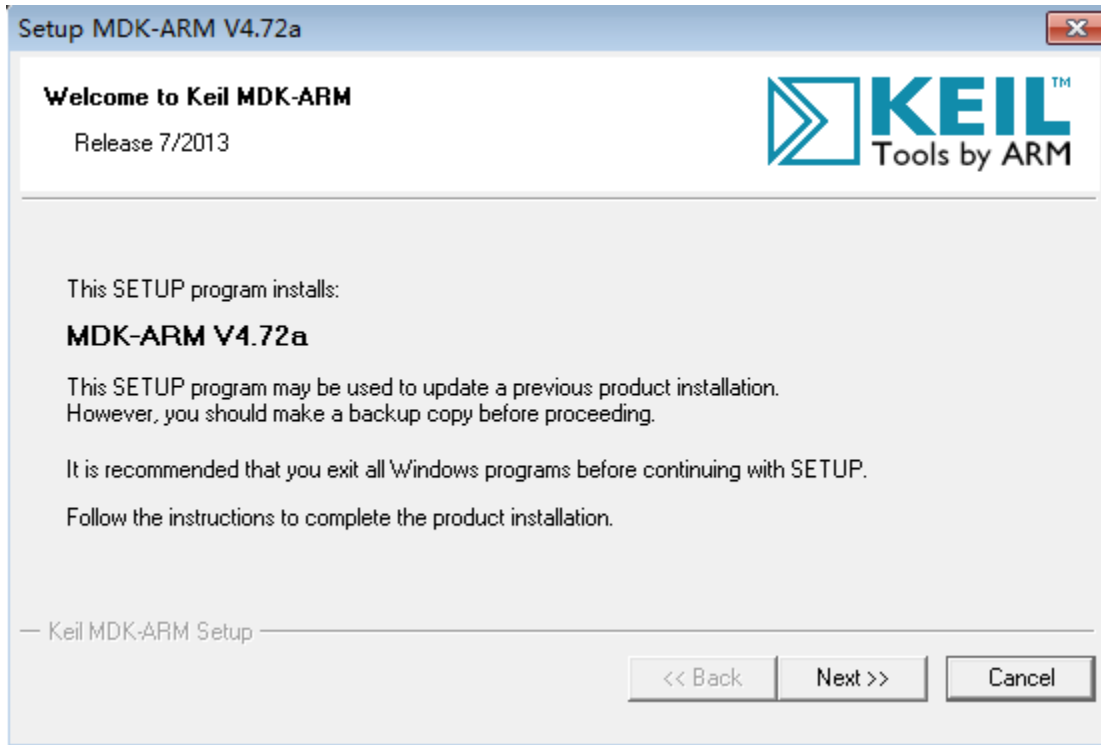 Setup MDK-ARM V4.72a
Welcome to Keil MDK-ARM
Release 7/2013
KEIL™
Tools by ARM
This SETUP program installs:
MDK-ARM V4.72a
This SETUP program may be used to update a previous product installation.
However, you should make a backup copy before proceeding.
It is recommended that you exit all Windows programs before continuing with SETUP.
Follow the instructions to complete the product installation.
Keil MDK-ARM Setup
<< Back Next >> Cancel